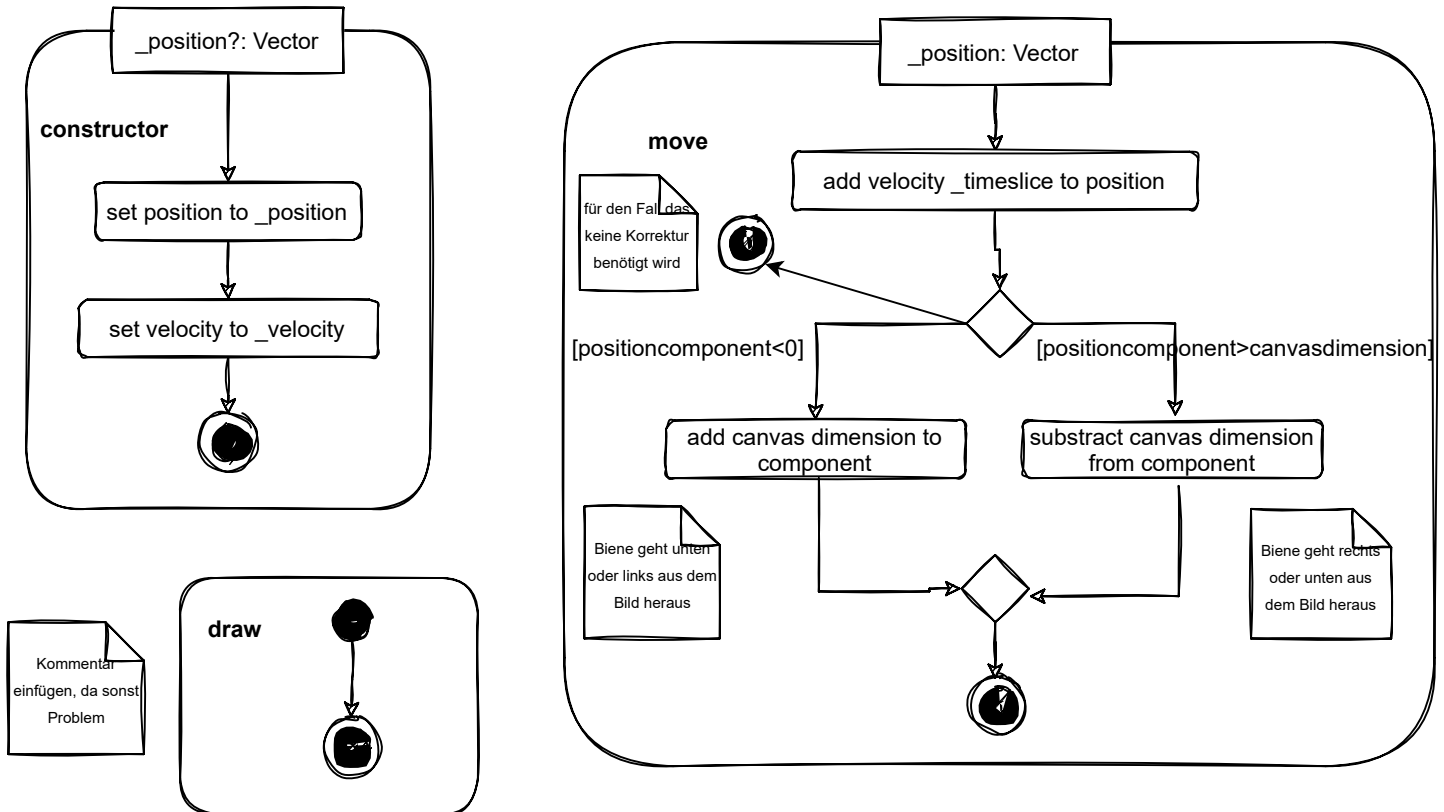 _position?: Vector
constructor
set position to _position
set velocity to _velocity
_position: Vector
move
add velocity _timeslice to position
für den Fall das
keine Korrektur
benötigt wird
[positioncomponent<0]
[positioncomponent>canvasdimension]
add canvas dimension to
component
substract canvas dimension
from component
Biene geht unten
oder links aus dem
Bild heraus
Biene geht rechts
oder unten aus
dem Bild heraus
draw
Kommentar
einfügen, da sonst
Problem